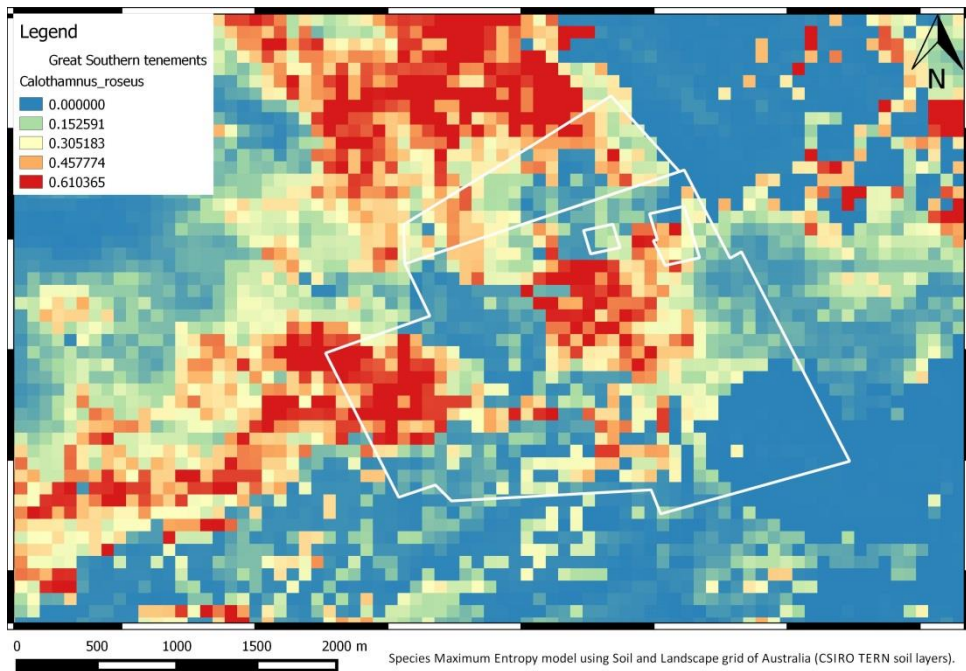 Legend
Great Southern tenements
Calothamnus_roseus
0.000000
0.152591
0.305183
0.457774
0.610365
N
0 500 1000 1500 2000 m
Species Maximum Entropy model using Soil and Landscape grid of Australia (CSIRO TERN soil layers).